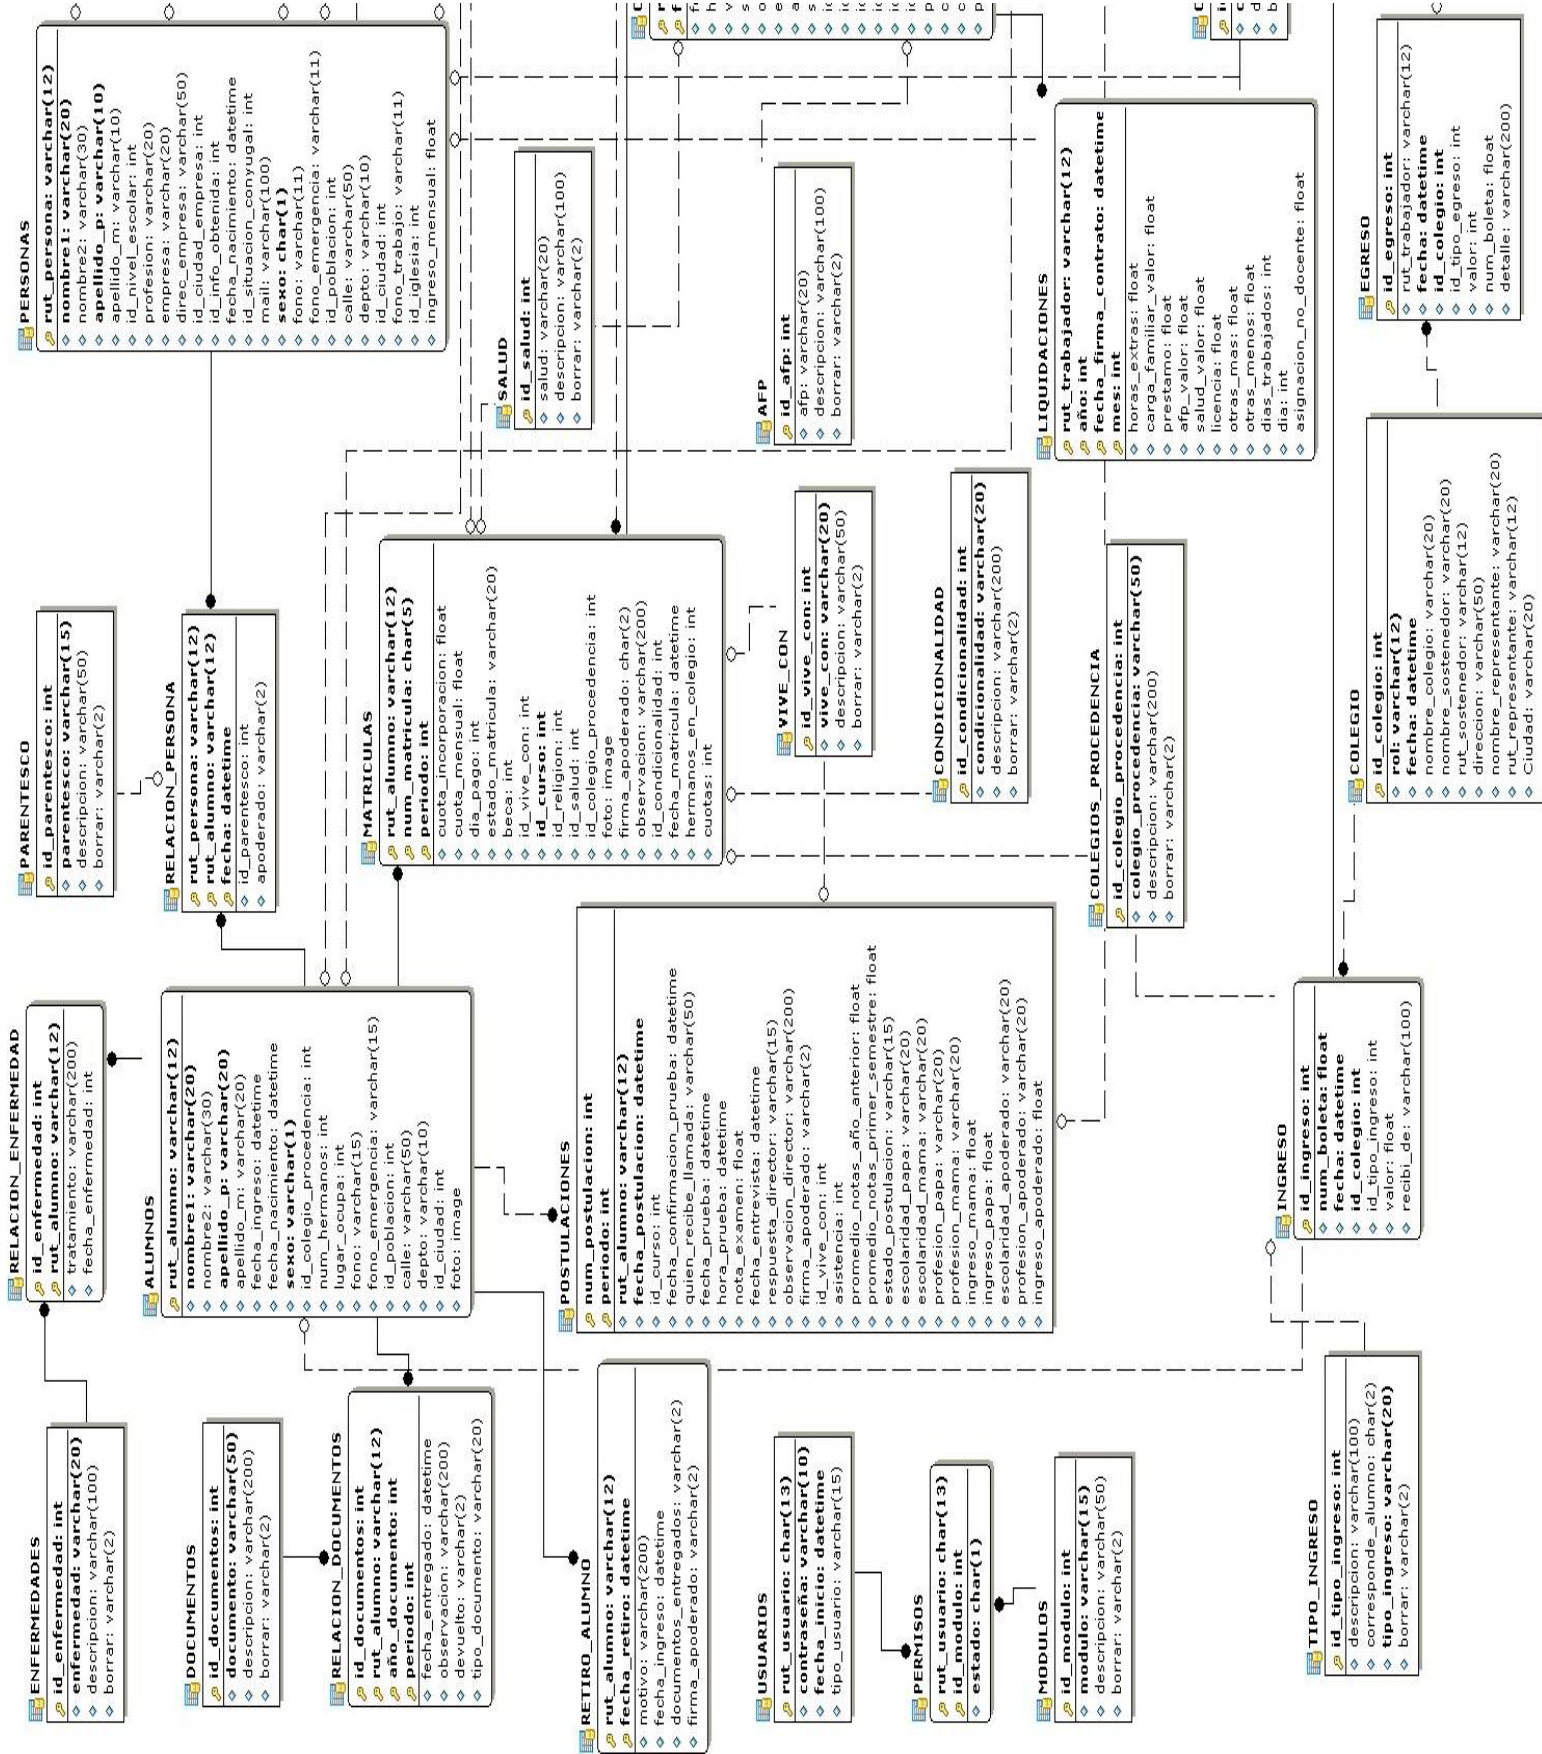 ENFERMEDADES
id_enfermedad: int
enfermedad: varchar(20)
descripcion: varchar(100)
borrar: varchar(2)
RELACION_ENFERMEDAD
id_enfermedad: int
rut_alumno: varchar(12)
tratamiento: varchar(200)
fecha_enfermedad: int
PARENTESCO
id_parentesco: int
parentesco: varchar(15)
descripcion: varchar(50)
borrar: varchar(2)
PERSONAS
rut_persona: varchar(12)
nombre1: varchar(20)
nombre2: varchar(30)
apellido_p: varchar(10)
apellido_m: varchar(10)
id_nivel_escolar: int
profesion: varchar(20)
empresa: varchar(20)
direc_empresa: varchar(50)
id_ciudad_empresa: int
id_info_obtenida: int
fecha_nacimiento: datetime
id_situacion_conyugal: int
mail: varchar(100)
sexo: char(1)
fono: varchar(11)
fono_emergencia: varchar(11)
id_poblacion: int
calle: varchar(50)
depto: varchar(10)
id_ciudad: int
fono_trabajo: varchar(11)
id_iglesia: int
ingreso_mensual: float
DOCUMENTOS
id_documentos: int
documento: varchar(50)
descripcion: varchar(200)
borrar: varchar(2)
ALUMNOS
rut_alumno: varchar(12)
nombre1: varchar(20)
nombre2: varchar(30)
apellido_p: varchar(20)
apellido_m: varchar(20)
fecha_ingreso: datetime
fecha_nacimiento: datetime
sexo: varchar(1)
id_colegio_procedencia: int
num_hermanos: int
lugar_ocupa: int
fono: varchar(15)
fono_emergencia: varchar(15)
id_poblacion: int
calle: varchar(50)
depto: varchar(10)
id_ciudad: int
foto: image
RELACION_PERSONA
rut_persona: varchar(12)
rut_alumno: varchar(12)
fecha: datetime
id_parentesco: int
apoderado: varchar(2)
RELACION_DOCUMENTOS
id_documentos: int
rut_alumno: varchar(12)
año_documento: int
periodo: int
fecha_entregado: datetime
observacion: varchar(200)
devuelto: varchar(2)
tipo_documento: varchar(20)
MATRICULAS
rut_alumno: varchar(12)
num_matricula: char(5)
periodo: int
cuota_incorporacion: float
cuota_mensual: float
dia_pago: int
estado_matricula: varchar(20)
beca: int
id_vive_con: int
id_curso: int
id_religion: int
id_salud: int
id_colegio_procedencia: int
foto: image
firma_apoderado: char(2)
observacion: varchar(200)
id_condicionalidad: int
fecha_matricula: datetime
hermanos_en_colegio: int
cuotas: int
SALUD
id_salud: int
salud: varchar(20)
descripcion: varchar(100)
borrar: varchar(2)
RETIRO_ALUMNO
rut_alumno: varchar(12)
fecha_retiro: datetime
motivo: varchar(200)
fecha_ingreso: datetime
documentos_entregados: varchar(2)
firma_apoderado: varchar(2)
POSTULACIONES
num_postulacion: int
periodo: int
rut_alumno: varchar(12)
fecha_postulacion: datetime
id_curso: int
fecha_confirmacion_prueba: datetime
quien_recibe_llamada: varchar(50)
fecha_prueba: datetime
hora_prueba: datetime
nota_examen: float
fecha_entrevista: datetime
respuesta_director: varchar(15)
observacion_director: varchar(200)
firma_apoderado: varchar(2)
id_vive_con: int
asistencia: int
promedio_notas_año_anterior: float
promedio_notas_primer_semestre: float
estado_postulacion: varchar(15)
escolaridad_papa: varchar(20)
escolaridad_mama: varchar(20)
profesion_papa: varchar(20)
profesion_mama: varchar(20)
ingreso_mama: float
ingreso_papa: float
escolaridad_apoderado: varchar(20)
profesion_apoderado: varchar(20)
ingreso_apoderado: float
USUARIOS
rut_usuario: char(13)
contraseña: varchar(10)
fecha_inicio: datetime
tipo_usuario: varchar(15)
VIVE_CON
id_vive_con: int
vive_con: varchar(20)
descripcion: varchar(50)
borrar: varchar(2)
AFP
id_afp: int
afp: varchar(20)
descripcion: varchar(100)
borrar: varchar(2)
PERMISOS
rut_usuario: char(13)
id_modulo: int
estado: char(1)
CONDICIONALIDAD
id_condicionalidad: int
condicionalidad: varchar(20)
descripcion: varchar(200)
borrar: varchar(2)
MODULOS
id_modulo: int
modulo: varchar(15)
descripcion: varchar(50)
borrar: varchar(2)
COLEGIOS_PROCEDENCIA
id_colegio_procedencia: int
colegio_procedencia: varchar(50)
descripcion: varchar(200)
borrar: varchar(2)
LIQUIDACIONES
rut_trabajador: varchar(12)
año: int
fecha_firma_contrato: datetime
mes: int
horas_extras: float
carga_familiar_valor: float
prestamo: float
afp_valor: float
salud_valor: float
licencia: float
otras_mas: float
otras_menos: float
dias_trabajados: int
dia: int
asignacion_no_docente: float
TIPO_INGRESO
id_tipo_ingreso: int
descripcion: varchar(100)
corresponde_alumno: char(2)
tipo_ingreso: varchar(20)
borrar: varchar(2)
INGRESO
id_ingreso: int
num_boleta: float
fecha: datetime
id_colegio: int
id_tipo_ingreso: int
valor: float
recibi_de: varchar(100)
COLEGIO
id_colegio: int
rol: varchar(12)
fecha: datetime
nombre_colegio: varchar(20)
nombre_sostenedor: varchar(20)
rut_sostenedor: varchar(12)
direccion: varchar(50)
nombre_representante: varchar(20)
rut_representante: varchar(12)
Ciudad: varchar(20)
EGRESO
id_egreso: int
rut_trabajador: varchar(12)
fecha: datetime
id_colegio: int
id_tipo_egreso: int
valor: int
num_boleta: float
detalle: varchar(200)